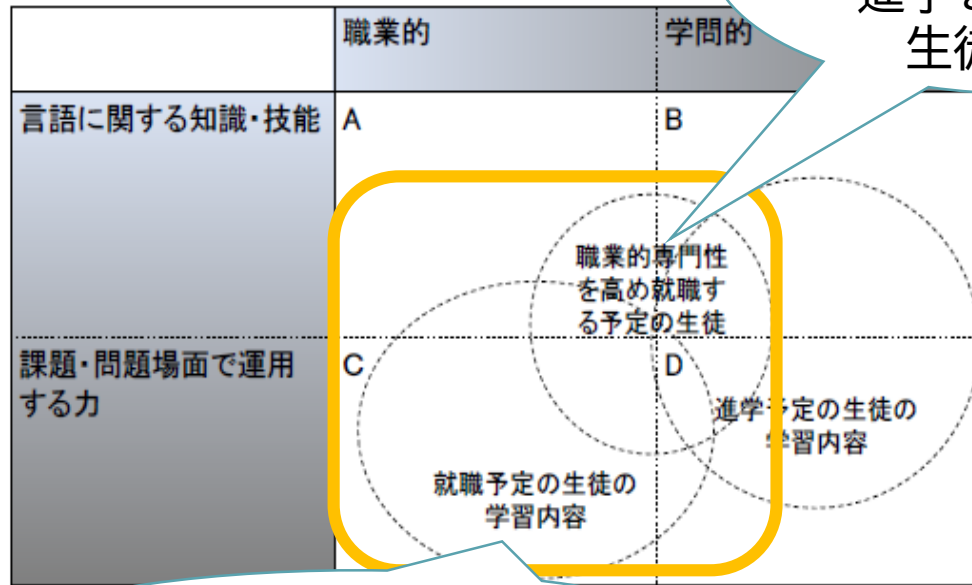 生徒
職業的
学問的
言語に関する知識・技能
A
B
職業的専門性
を高め就職す
る予定の生徒
課題・問題場面で運用
する力
C
D
進学予定の生徒の
学習内容
就職予定の生徒の
学習内容